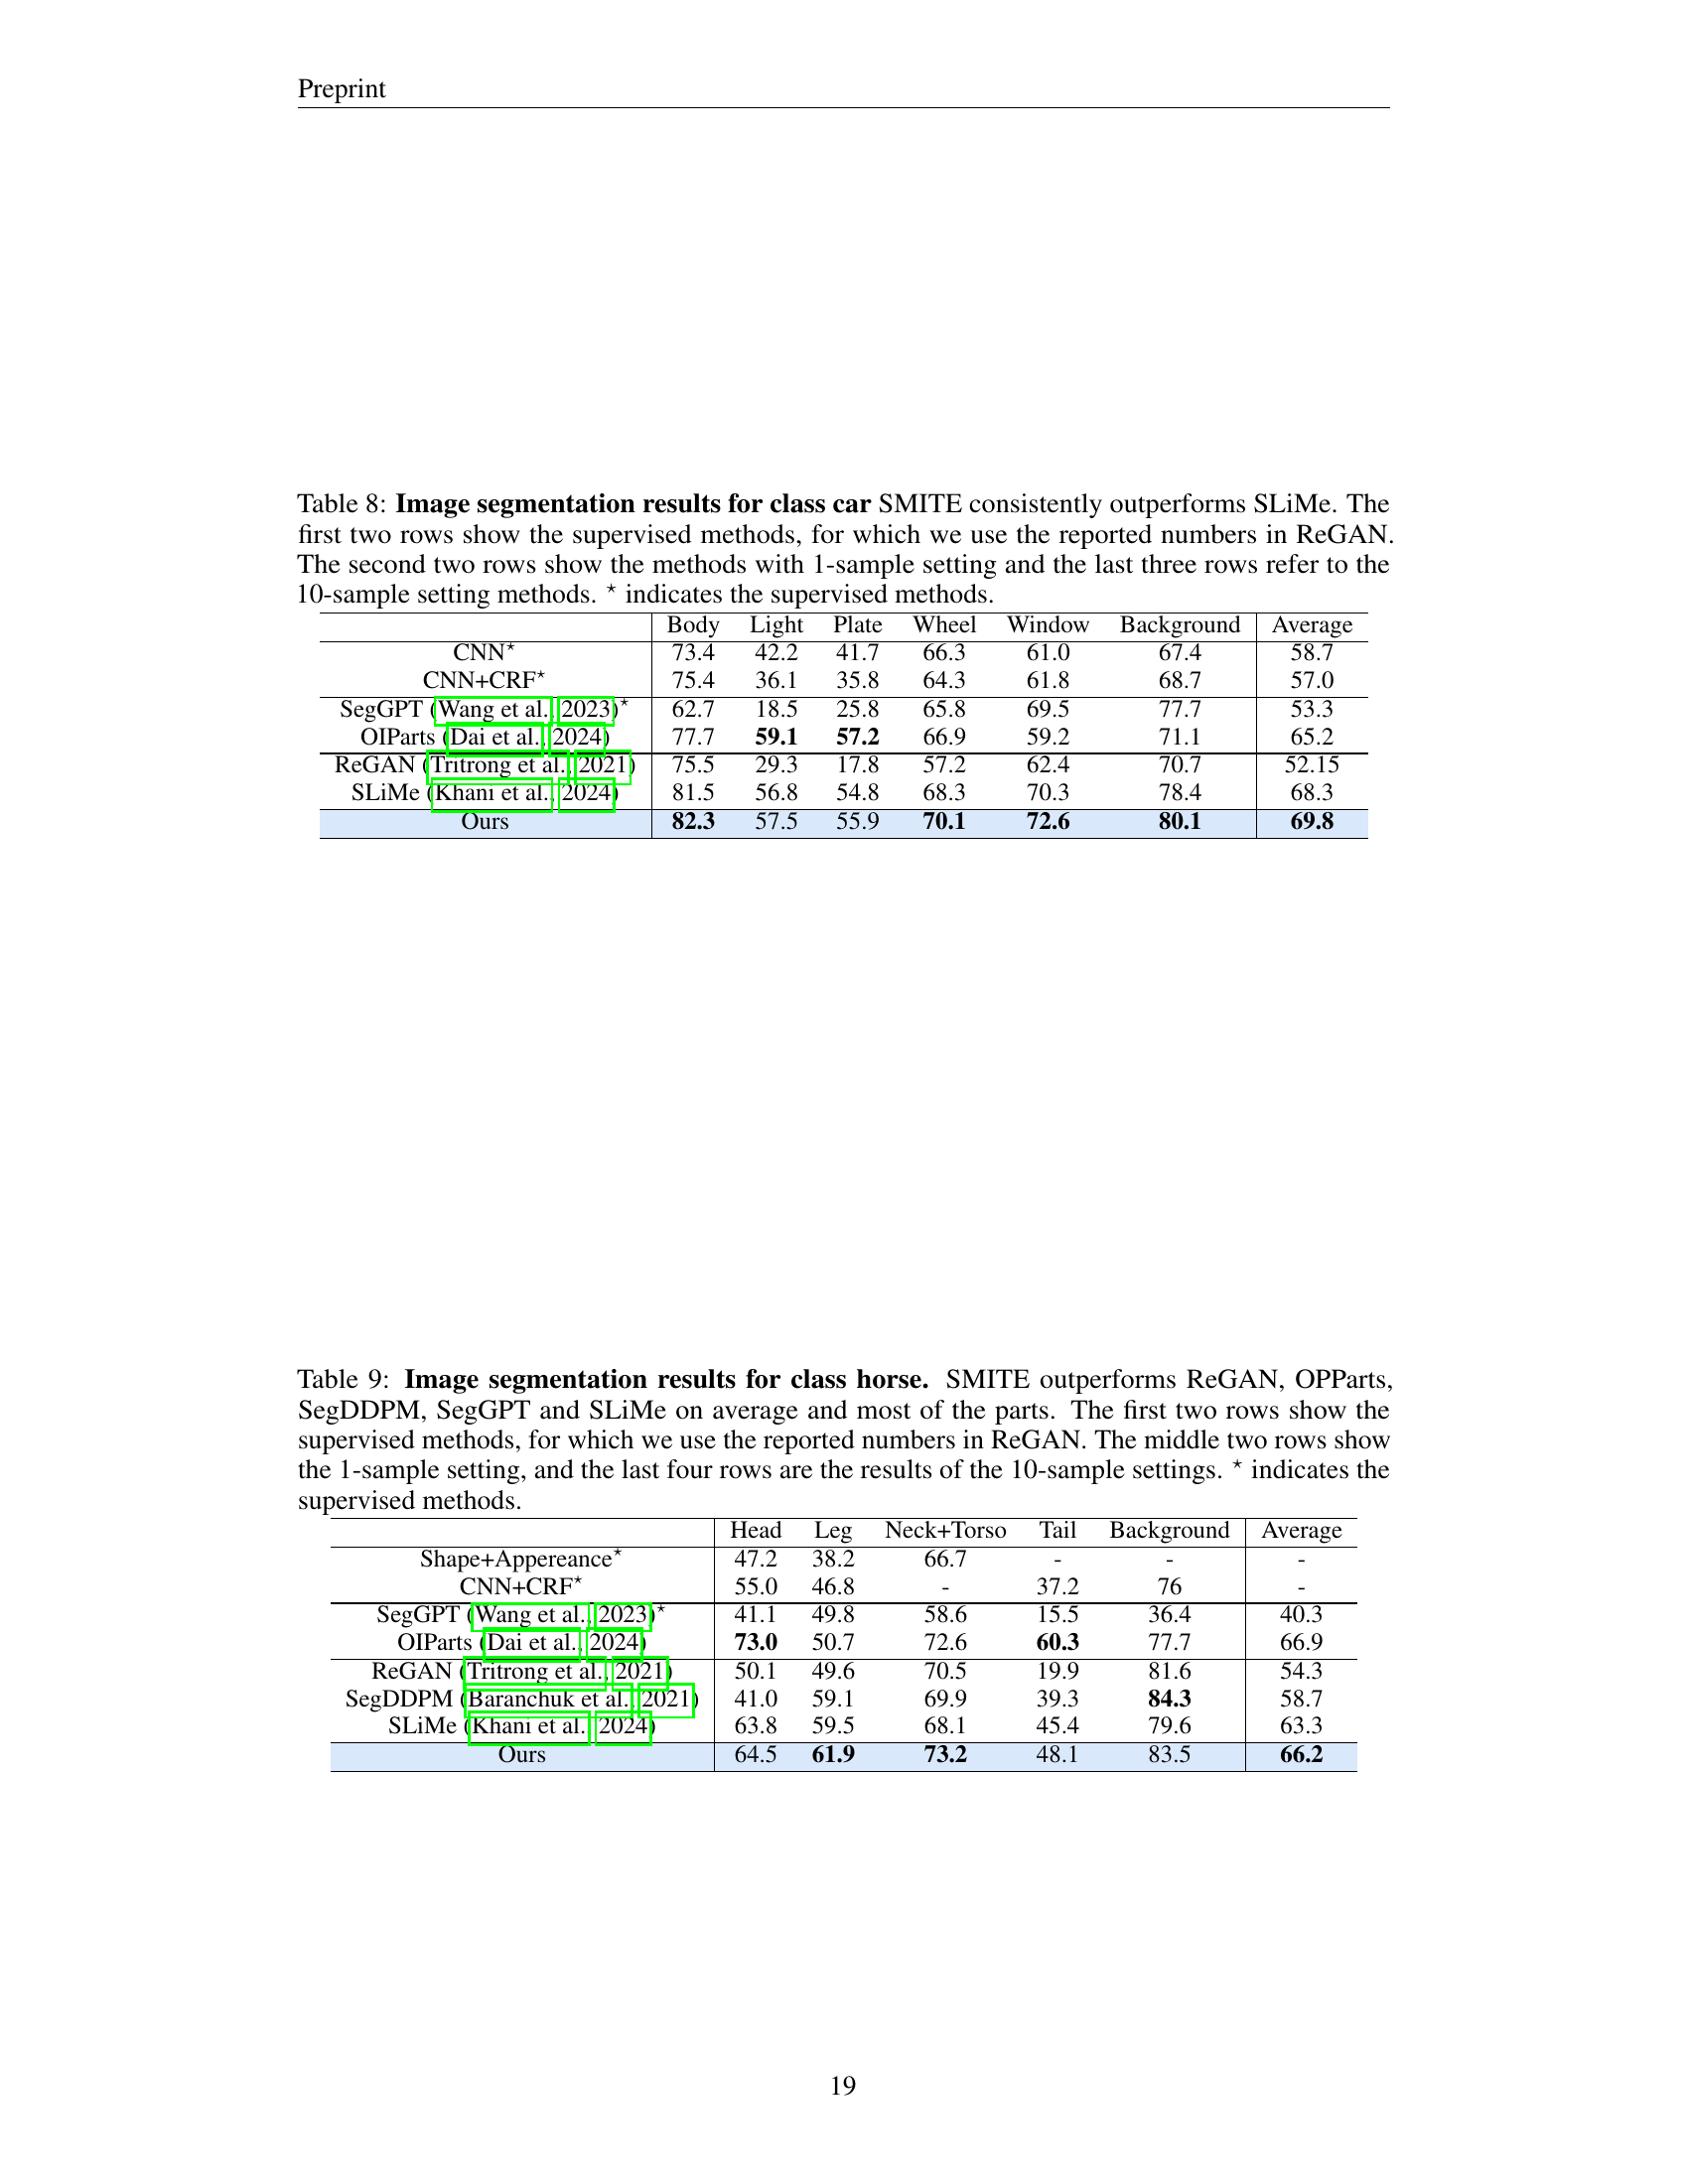 Preprint
Table 8: Image segmentation results for class car SMITE consistently outperforms SLiMe. The
first two rows show the supervised methods, for which we use the reported numbers in ReGAN.
The second two rows show the methods with 1-sample setting and the last three rows refer to the
10-sample setting methods. * indicates the supervised methods.
Body Light Plate Wheel Window Background Average
CNN* 73.4 42.2 41.7 66.3 61.0 67.4 58.7
CNN+CRF* 75.4 36.1 35.8 64.3 61.8 68.7 57.0
SegGPT (Wang et al., 2023)* 62.7 18.5 25.8 65.8 69.5 77.7 53.3
OIParts (Dai et al., 2024) 77.7 59.1 57.2 66.9 59.2 71.1 65.2
ReGAN (Tritrong et al., 2021) 75.5 29.3 17.8 57.2 62.4 70.7 52.15
SLiMe (Khani et al., 2024) 81.5 56.8 54.8 68.3 70.3 78.4 68.3
Ours 82.3 57.5 55.9 70.1 72.6 80.1 69.8
Table 9: Image segmentation results for class horse. SMITE outperforms ReGAN, OPParts,
SegDDPM, SegGPT and SLiMe on average and most of the parts. The first two rows show the
supervised methods, for which we use the reported numbers in ReGAN. The middle two rows show
the 1-sample setting, and the last four rows are the results of the 10-sample settings. * indicates the
supervised methods.
Head Leg Neck+Torso Tail Background Average
Shape+Appereance* 47.2 38.2 66.7 - - -
CNN+CRF* 55.0 46.8 - 37.2 76 -
SegGPT (Wang et al., 2023)* 41.1 49.8 58.6 15.5 36.4 40.3
OIParts (Dai et al., 2024) 73.0 50.7 72.6 60.3 77.7 66.9
ReGAN (Tritrong et al., 2021) 50.1 49.6 70.5 19.9 81.6 54.3
SegDDPM (Baranchuk et al., 2021) 41.0 59.1 69.9 39.3 84.3 58.7
SLiMe (Khani et al., 2024) 63.8 59.5 68.1 45.4 79.6 63.3
Ours 64.5 61.9 73.2 48.1 83.5 66.2
19